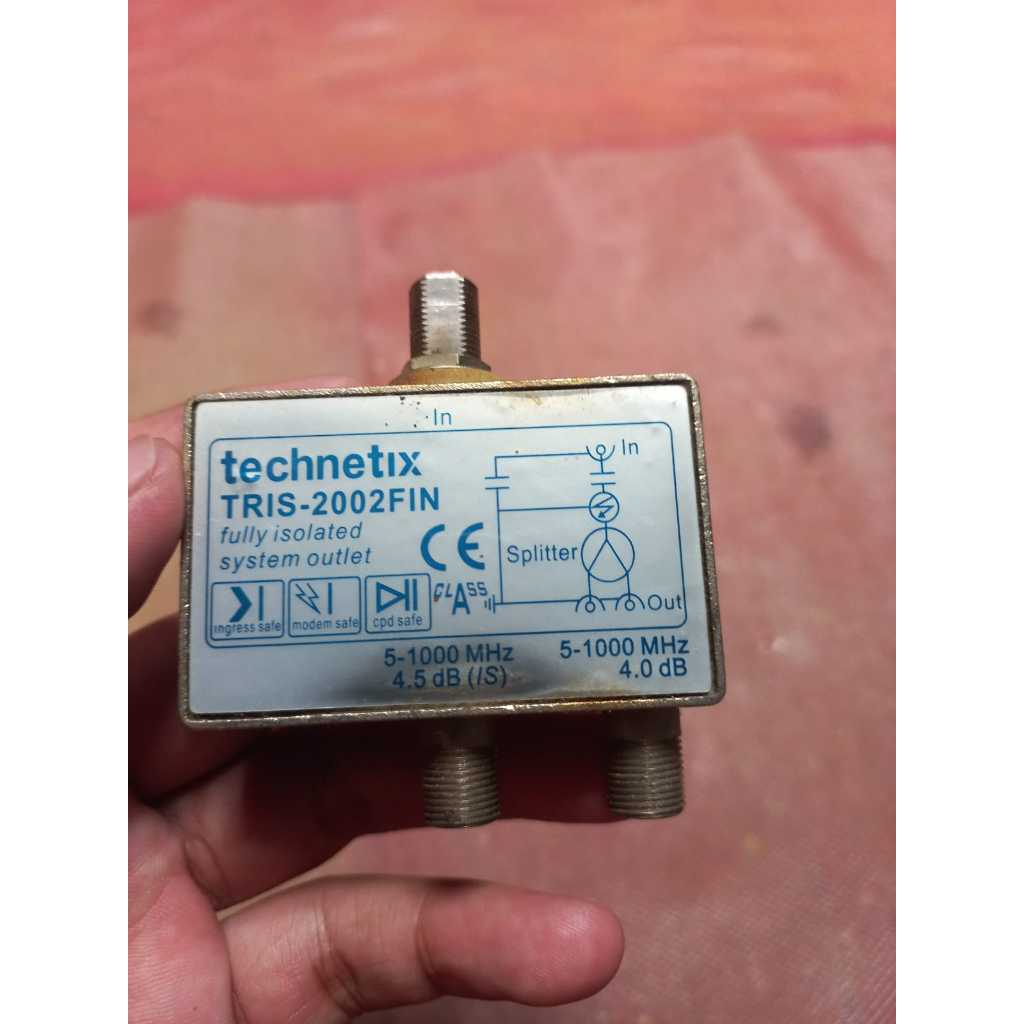 In
technetix
TRIS-2002FIN
fully isolated
system outlet
CE
ingress safe
modem safe
cpd safe
CLASS
A
In
Splitter
Out
5-1000 MHz
4.5 dB (/S)
5-1000 MHz
4.0 dB